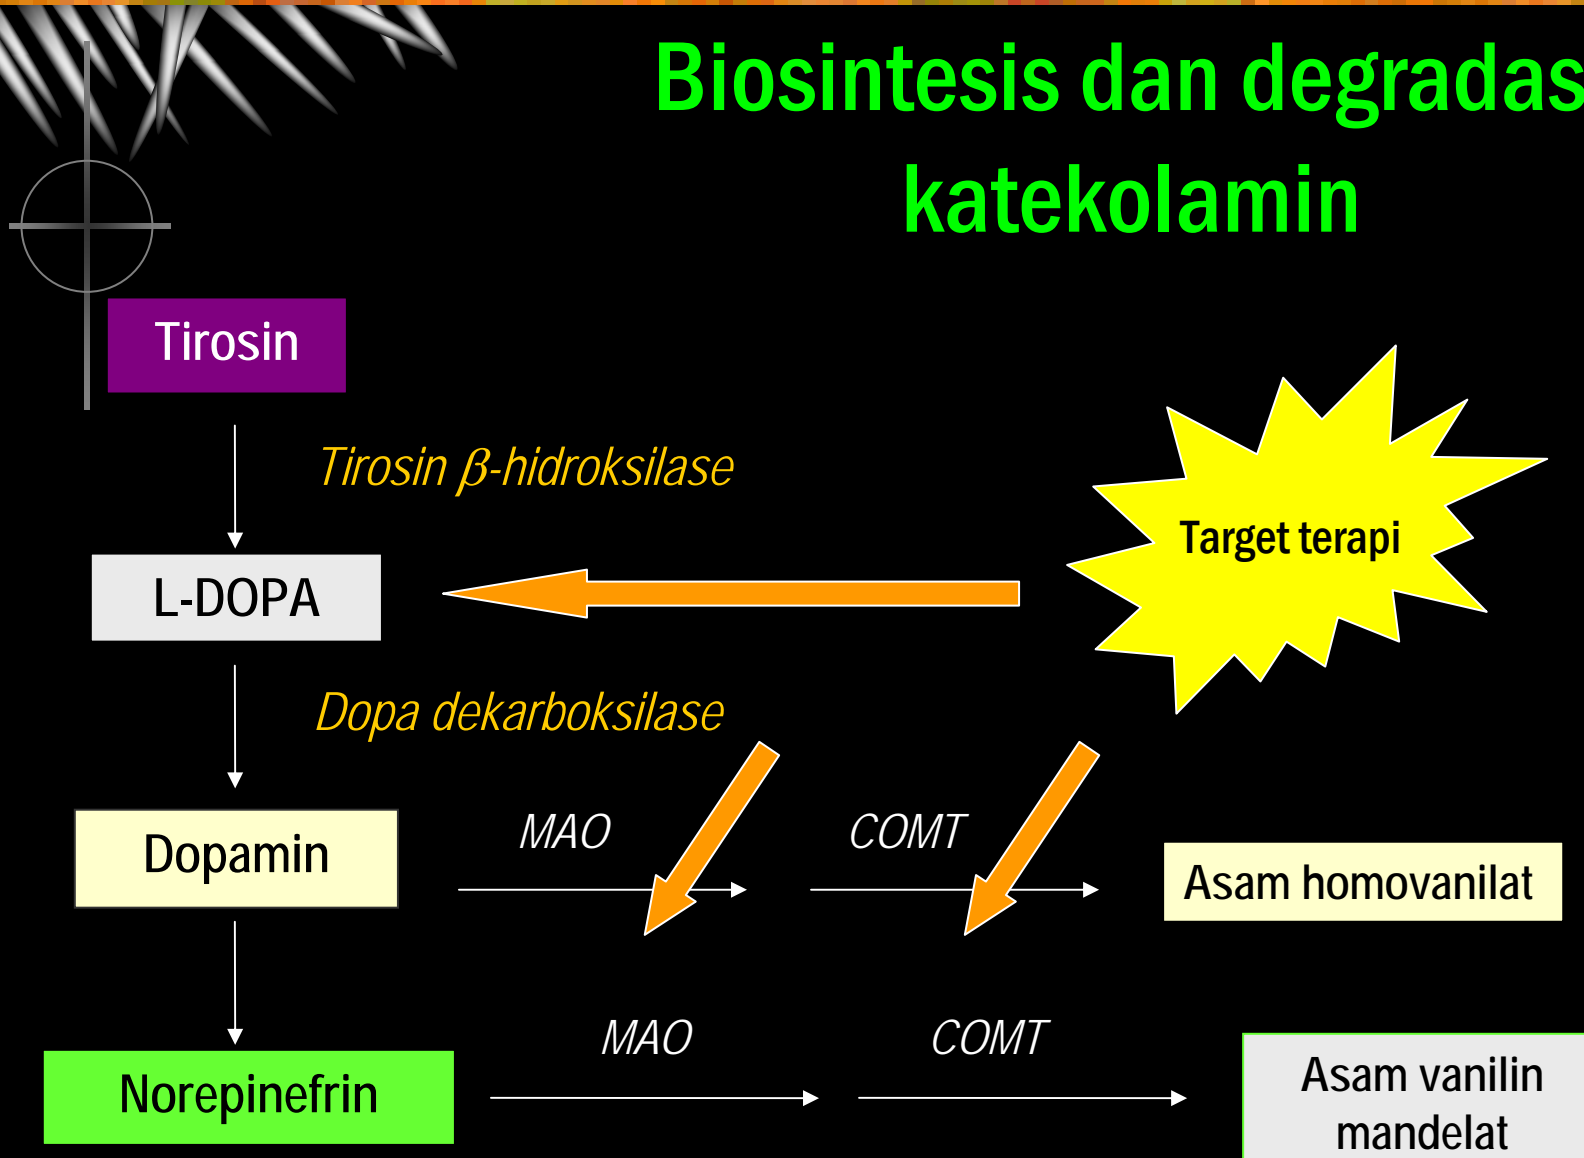 Biosintesis dan degradas
katekolamin
Tirosin
Tirosin β-hidroksilase
Target terapi
L-DOPA
Dopa dekarboksilase
MAO
COMT
Dopamin
Asam homovanilat
MAO
COMT
Norepinefrin
Asam vanilin
mandelat